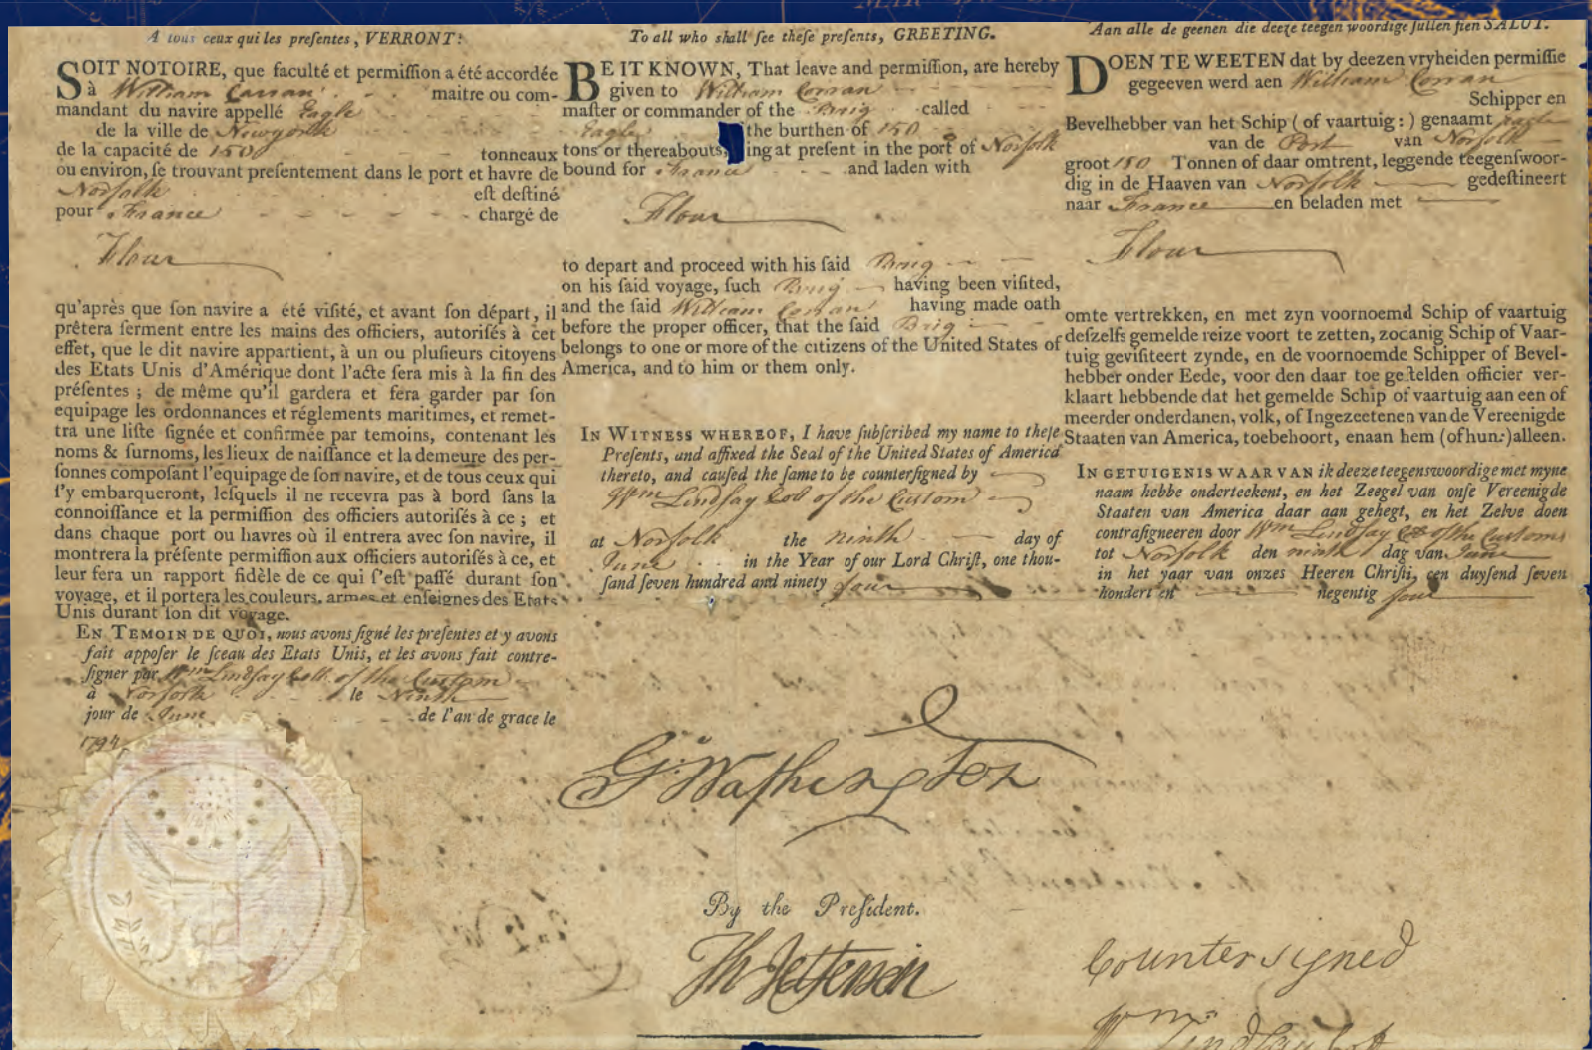 A tous ceux qui les preſentes, VERRONT:
SOIT NOTOIRE, que faculté et permiſſion a été accordée
à William Corran maitre ou com-
mandant du navire appellé Eagle
de la ville de Newyork
de la capacité de 150 tonneaux
ou environ, ſe trouvant preſentement dans le port et havre de
Norfolk eſt deſtiné
pour France chargé de
Flour
qu'après que ſon navire a été viſité, et avant ſon départ, il
prêtera ſerment entre les mains des officiers, autoriſés à cet
effet, que le dit navire appartient, à un ou pluſieurs citoyens
des Etats Unis d'Amérique dont l'acte ſera mis à la fin des
préſentes ; de même qu'il gardera et fera garder par ſon
equipage les ordonnances et réglements maritimes, et remet-
tra une liſte ſignée et confirmée par temoins, contenant les
noms & ſurnoms, les lieux de naiſſance et la demeure des per-
ſonnes compoſant l'equipage de ſon navire, et de tous ceux qui
ſ'y embarqueront, leſquels il ne recevra pas à bord ſans la
connoiſſance et la permiſſion des officiers autoriſés à ce ; et
dans chaque port ou havres où il entrera avec ſon navire, il
montrera la préſente permiſſion aux officiers autoriſés à ce, et
leur fera un rapport fidèle de ce qui ſ'eſt paſſé durant ſon
voyage, et il portera les couleurs, armes et enſeignes des Etats
Unis durant ſon dit voyage.
EN TEMOIN DE QUOI, nous avons ſigné les preſentes et y avons
fait appoſer le ſceau des Etats Unis, et les avons fait contre-
ſigner par Wm Lindſay Coll. of the Custom
à Norfolk le Ninth
jour de June de l'an de grace le
1794
To all who ſhall ſee theſe preſents, GREETING.
BE IT KNOWN, That leave and permiſſion, are hereby
given to William Corran
maſter or commander of the Brig called
Eagle the burthen of 150
tons or thereabouts, ing at preſent in the port of Norfolk
bound for France and laden with
Flour
to depart and proceed with his ſaid Brig
on his ſaid voyage, ſuch Brig having been viſited,
and the ſaid William Corran having made oath
before the proper officer, that the ſaid Brig
belongs to one or more of the citizens of the United States of
America, and to him or them only.
IN WITNESS WHEREOF, I have ſubſcribed my name to theſe
Preſents, and affixed the Seal of the United States of America
thereto, and cauſed the ſame to be counterſigned by
Wm Lindſay Col of the Custom
at Norfolk the ninth day of
June in the Year of our Lord Chriſt, one thou-
ſand ſeven hundred and ninety four
Aan alle de geenen die deeze teegen woordige ſullen ſien SALUT.
DOEN TE WEETEN dat by deezen vryheiden permiſſie
gegeeven werd aen William Corran
Schipper en
Bevelhebber van het Schip (of vaartuig:) genaamt Eagle
van de Port van Norfolk
groot 150 Tonnen of daar omtrent, leggende teegenſwoor-
dig in de Haaven van Norfolk gedeſtineert
naar France en beladen met
Flour
omte vertrekken, en met zyn voornoemd Schip of vaartuig
deſzelfs gemelde reize voort te zetten, zocanig Schip of Vaar-
tuig geviſiteert zynde, en de voornoemde Schipper of Bevel-
hebber onder Eede, voor den daar toe geſtelden officier ver-
klaart hebbende dat het gemelde Schip of vaartuig aan een of
meerder onderdanen, volk, of Ingezeetenen van de Vereenigde
Staaten van America, toebehoort, enaan hem (of hun:) alleen.
IN GETUIGENIS WAAR VAN ik deeze teegenswoordige met myne
naam hebbe onderteekent, en het Zeegel van onſe Vereenigde
Staaten van America daar aan gehegt, en het Zelve doen
contraſigneeren door Wm Lindſay Col of the Customs
tot Norfolk den ninth dag van June
in het yaar van onzes Heeren Chriſti, een duyſend ſeven
hondert en negentig four
Go Waſhington
By the Preſident.
Th Jefferson
Countersigned
Wm Lindſay Coll